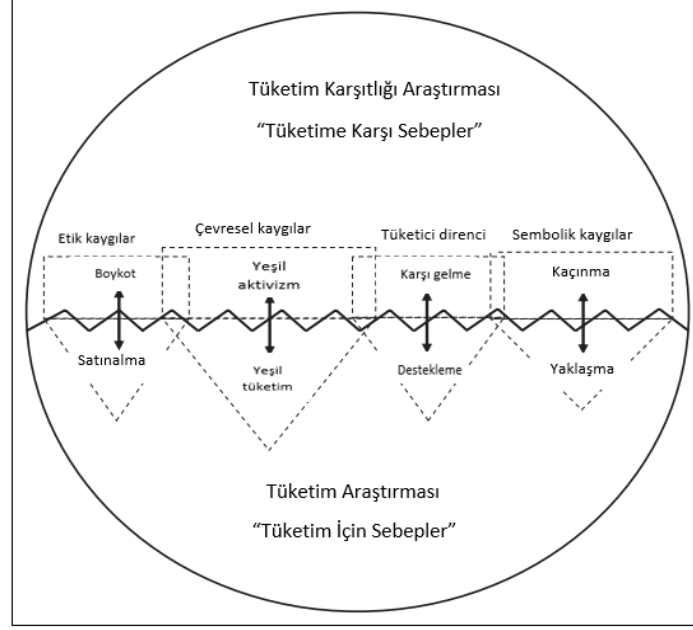 Tüketim Karşıtlığı Araştırması
“Tüketime Karşı Sebepler”
Etik kaygılar
Çevresel kaygılar
Tüketici direnci
Sembolik kaygılar
Boykot
Yeşil
aktivizm
Karşı gelme
Kaçınma
Satınalma
Yeşil
tüketim
Destekleme
Yaklaşma
Tüketim Araştırması
“Tüketim İçin Sebepler”